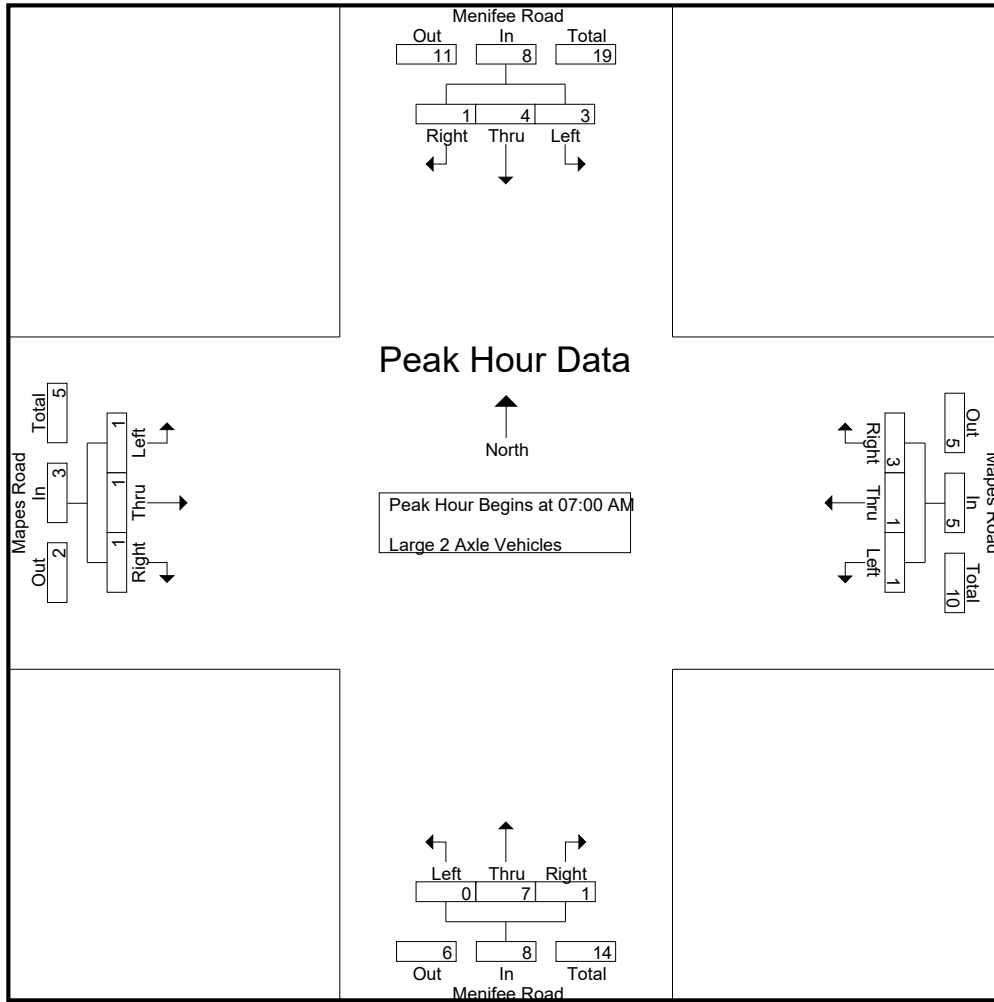 Menifee Road
Out In Total
11 8 19
1 4 3
Right Thru Left
Peak Hour Data
North
Peak Hour Begins at 07:00 AM
Large 2 Axle Vehicles
Mapes Road
Out In Total
2 3 5
1 1 1
Left Thru Right
Mapes Road
Out In Total
5 5 10
3 1 1
Right Thru Left
Left Thru Right
0 7 1
6 8 14
Out In Total
Menifee Road